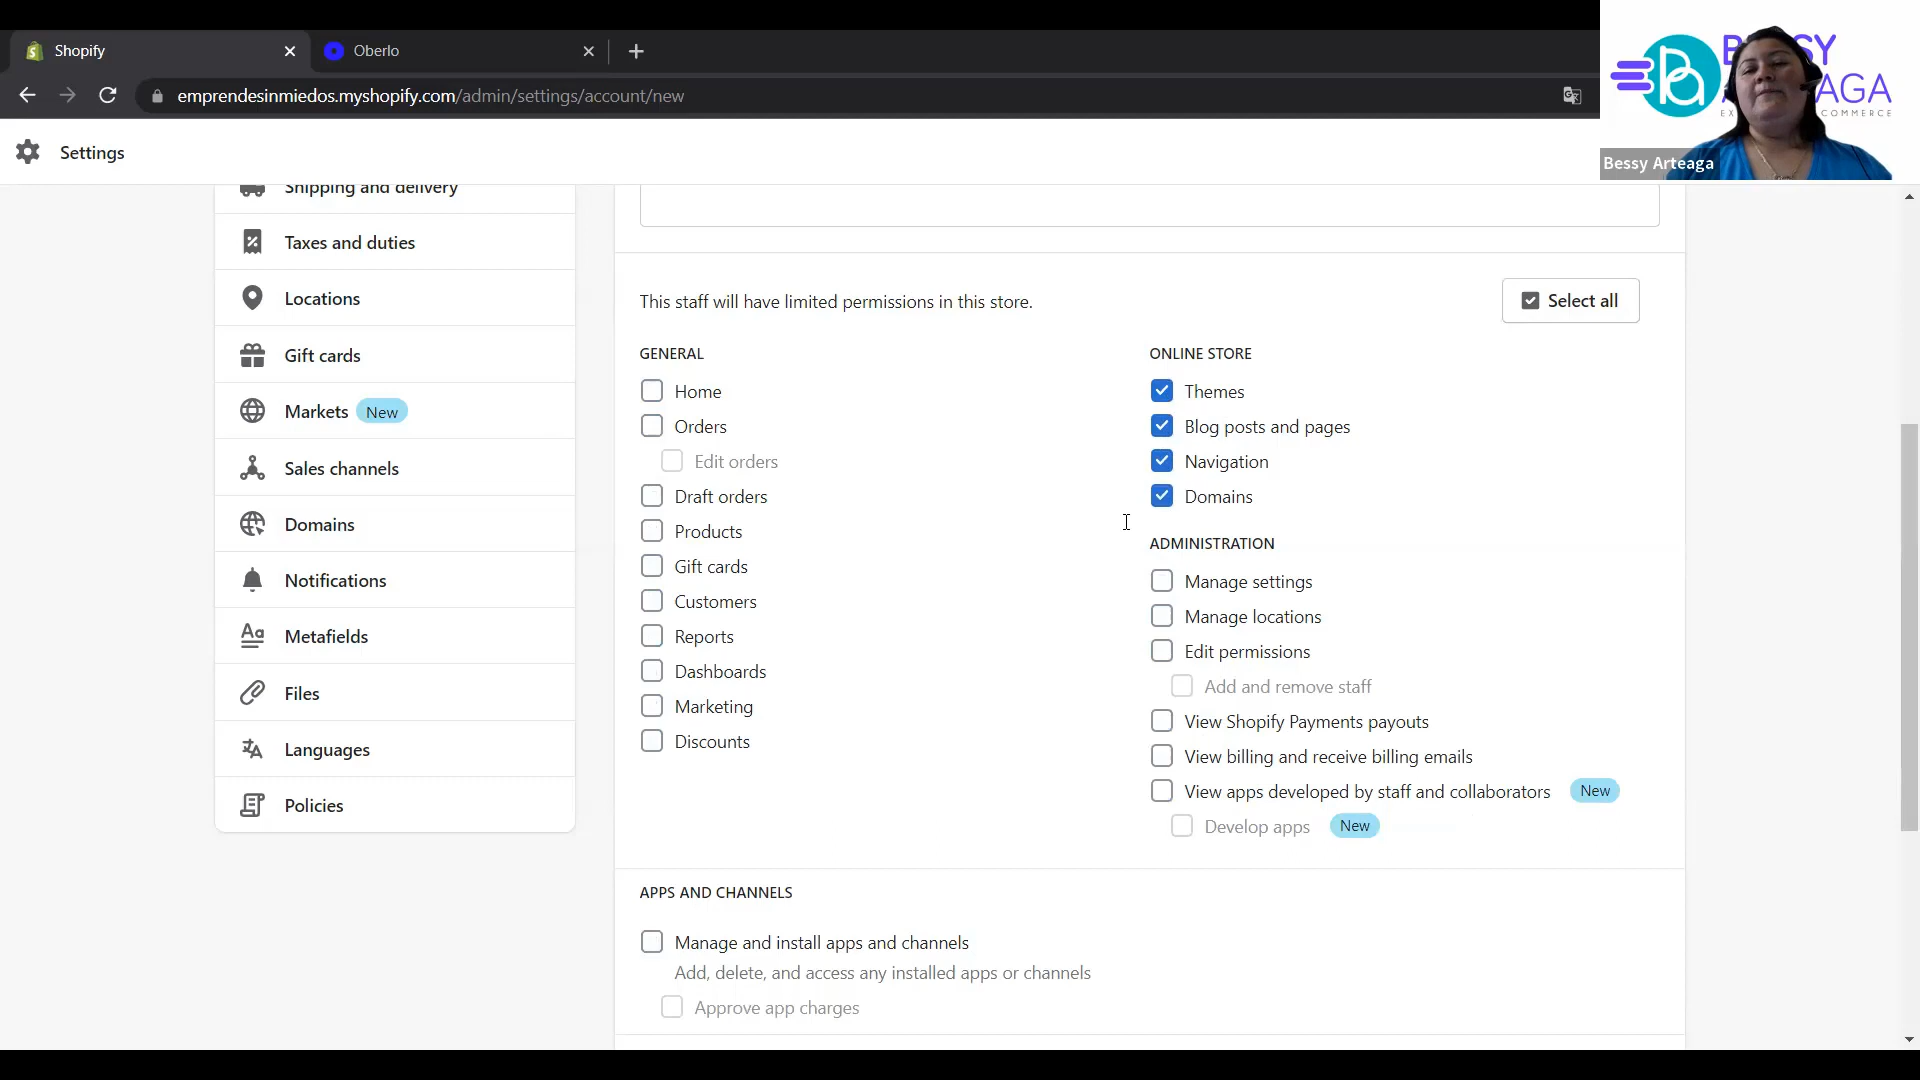 Shopify
Oberlo
emprendesinmiedos.myshopify.com/admin/settings/account/new
Bessy Arteaga
Settings
Shipping and delivery
Taxes and duties
Locations
Gift cards
Markets New
Sales channels
Domains
Notifications
Metafields
Files
Languages
Policies
This staff will have limited permissions in this store.
Select all
GENERAL
Home
Orders
Edit orders
Draft orders
Products
Gift cards
Customers
Reports
Dashboards
Marketing
Discounts
ONLINE STORE
Themes
Blog posts and pages
Navigation
Domains
ADMINISTRATION
Manage settings
Manage locations
Edit permissions
Add and remove staff
View Shopify Payments payouts
View billing and receive billing emails
View apps developed by staff and collaborators New
Develop apps New
APPS AND CHANNELS
Manage and install apps and channels
Add, delete, and access any installed apps or channels
Approve app charges